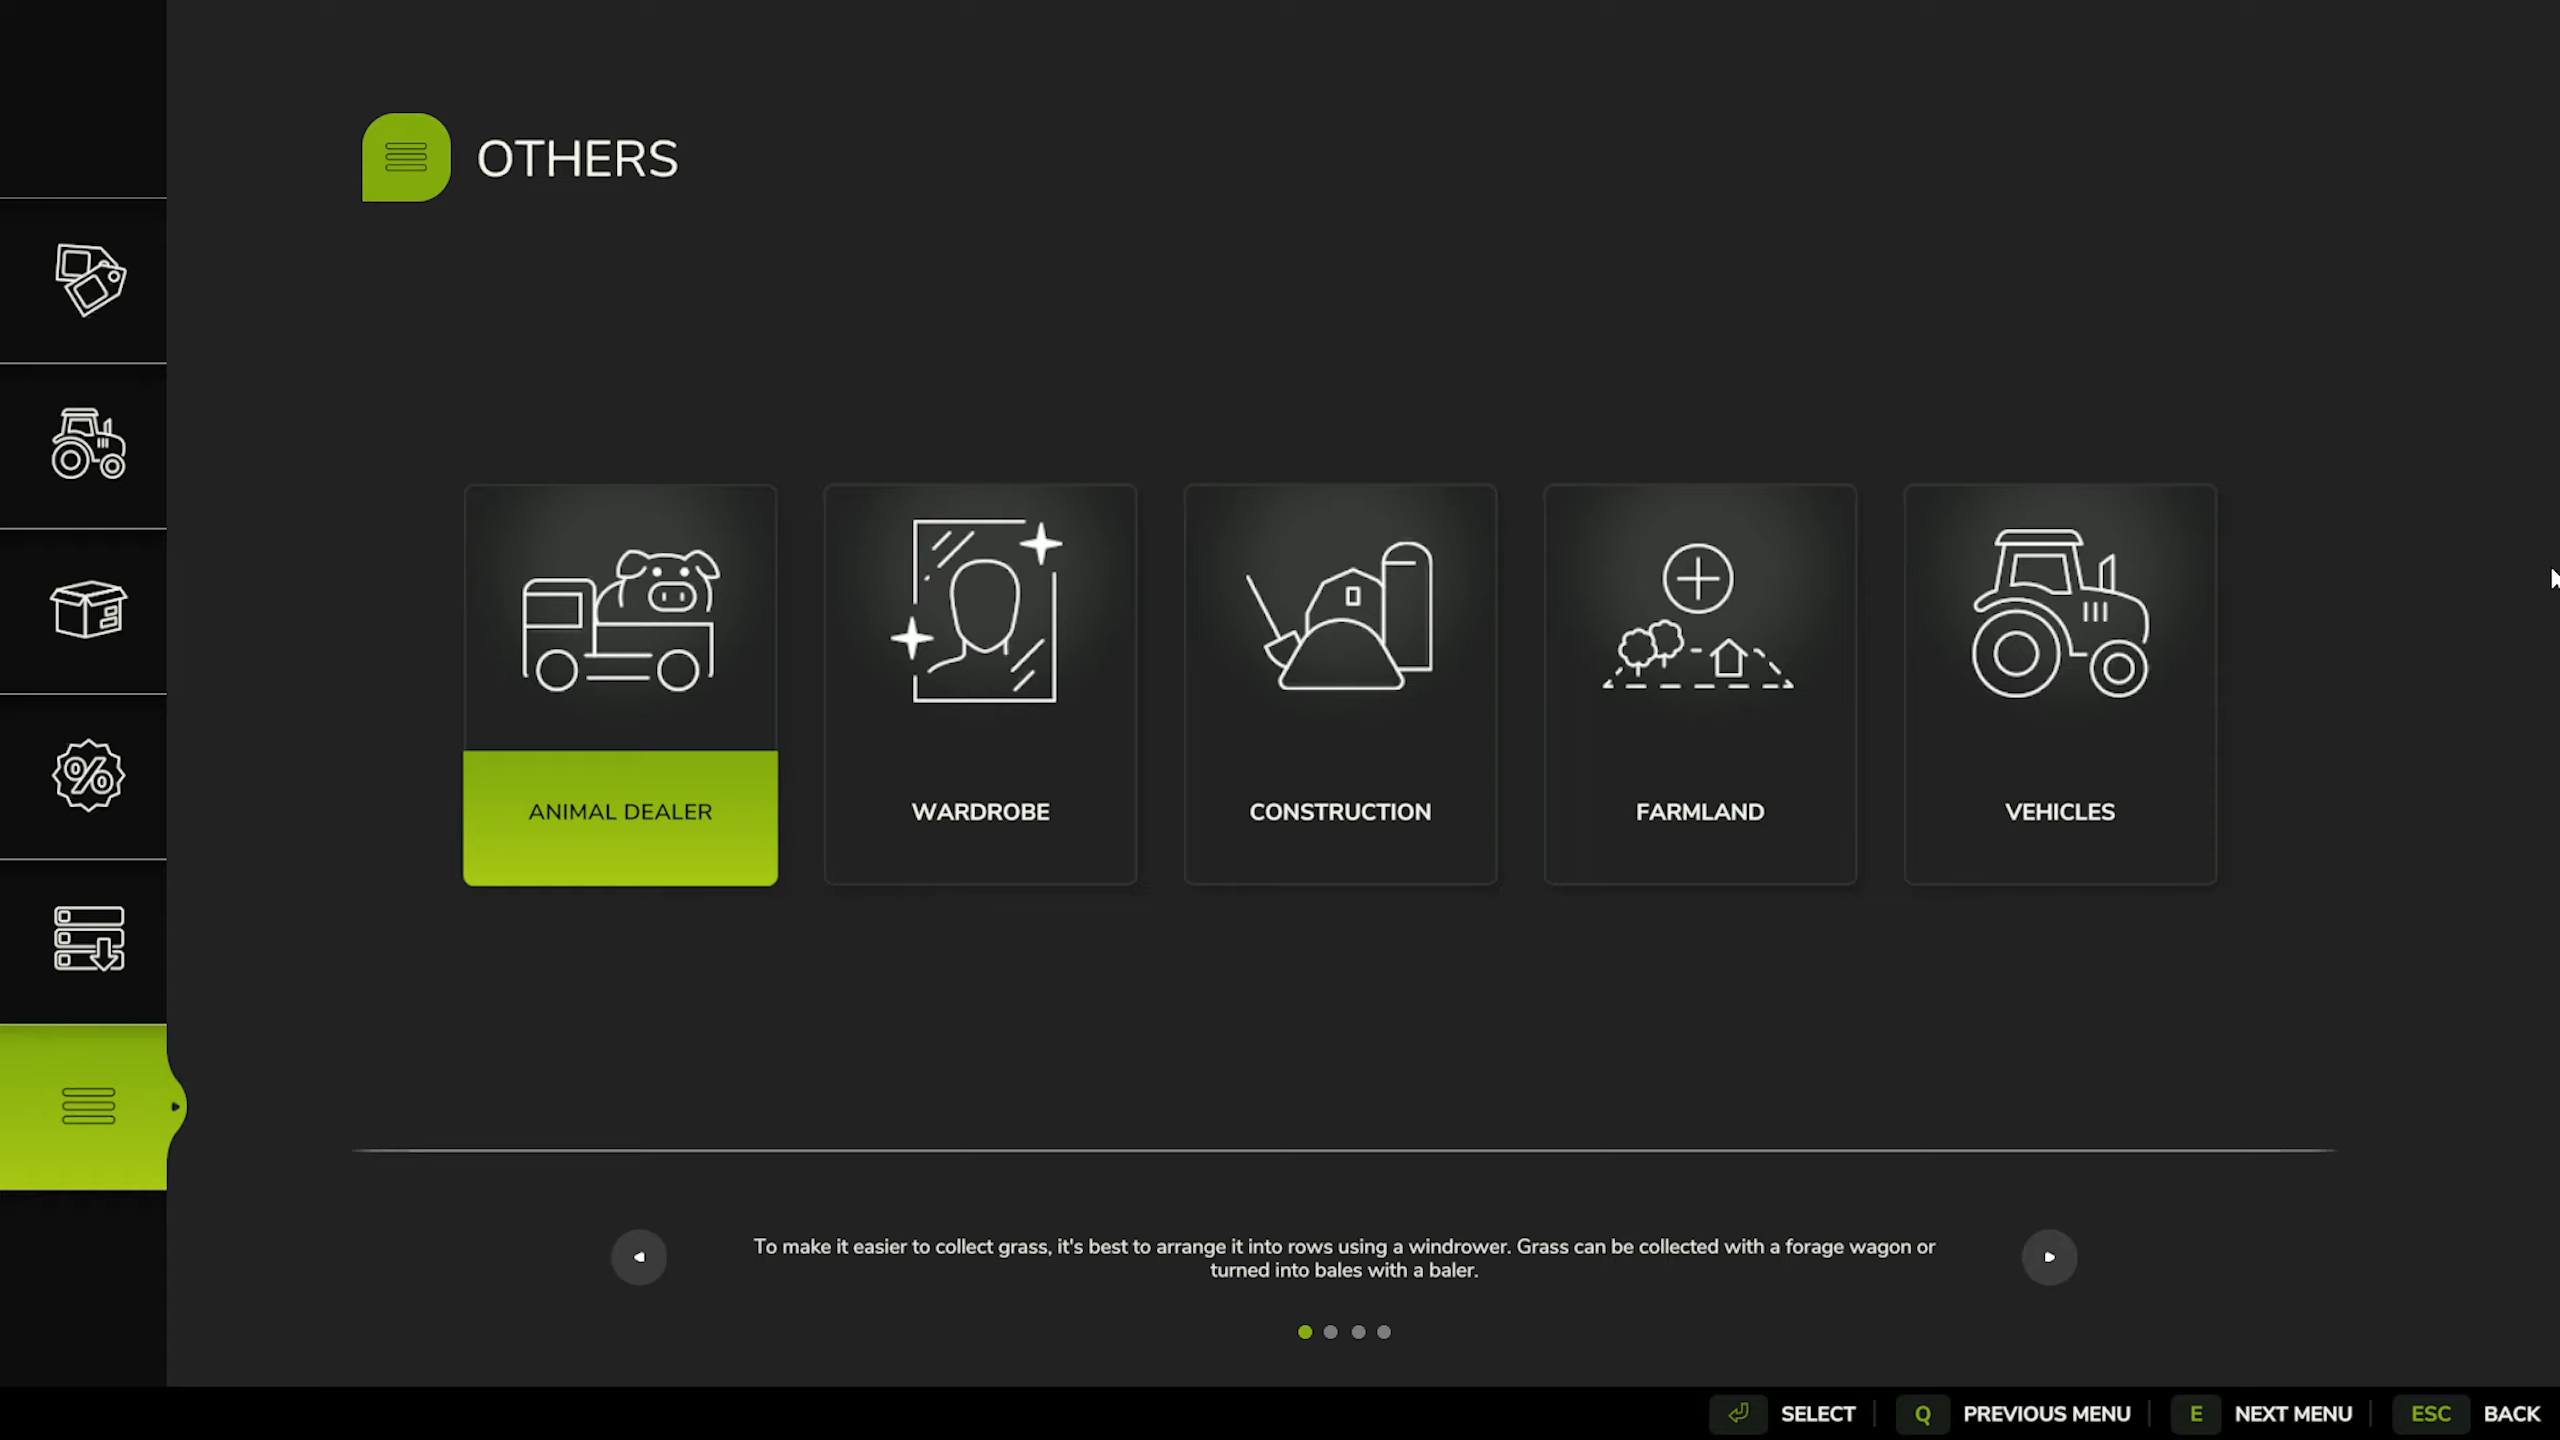 OTHERS
ANIMAL DEALER
WARDROBE
CONSTRUCTION
FARMLAND
VEHICLES
To make it easier to collect grass, it's best to arrange it into rows using a windrower. Grass can be collected with a forage wagon or
turned into bales with a baler.
SELECT Q PREVIOUS MENU E NEXT MENU ESC BACK